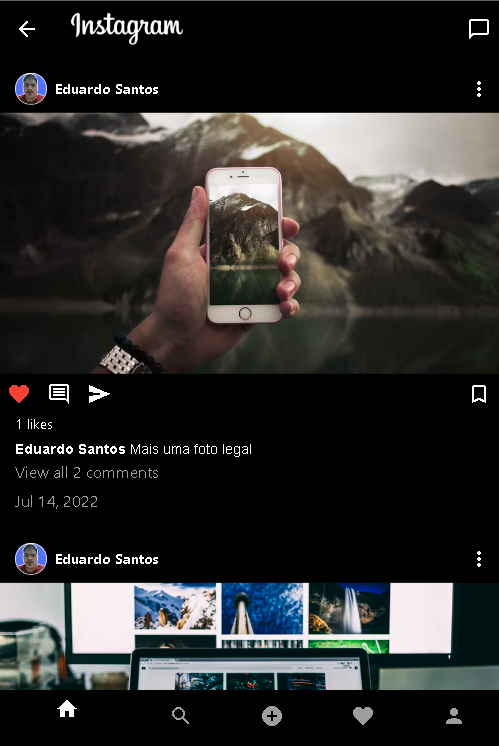 Instagram
Eduardo Santos
1 likes
Eduardo Santos Mais uma foto legal
View all 2 comments
Jul 14, 2022
Eduardo Santos